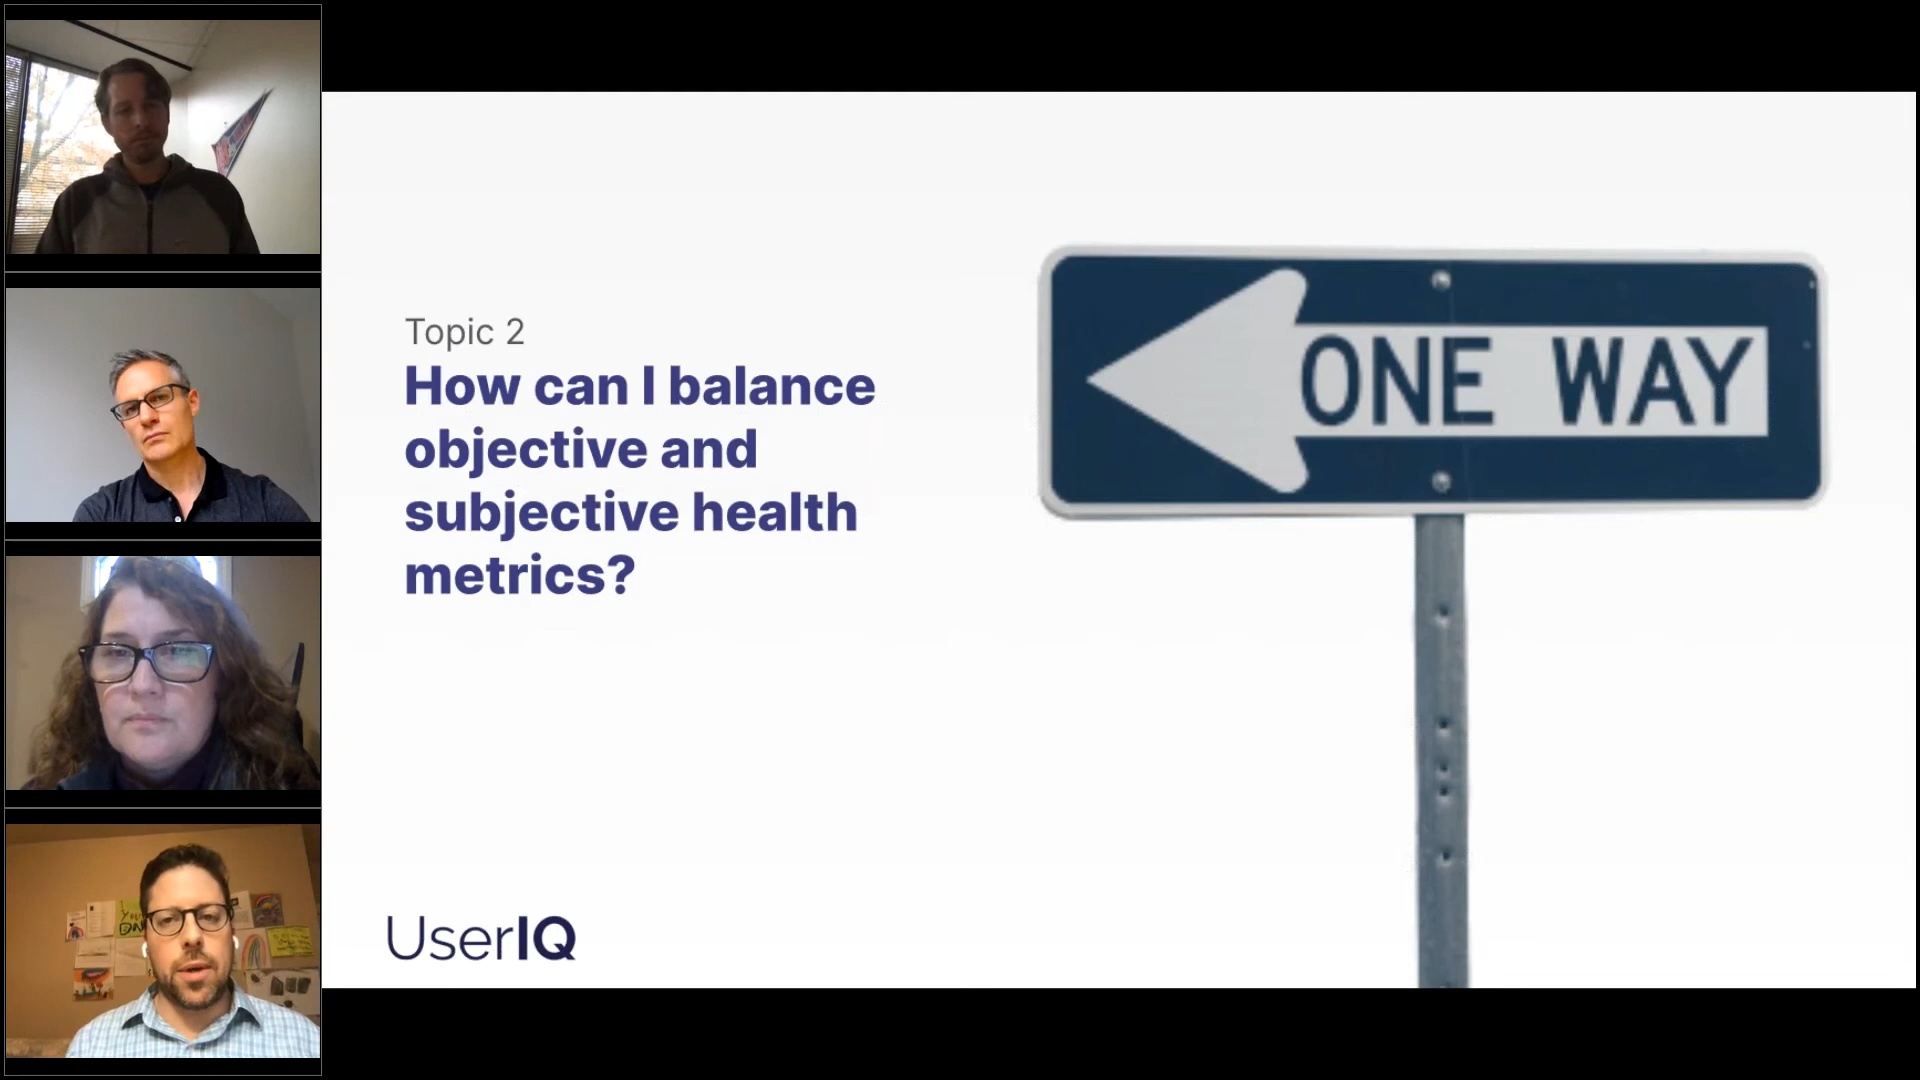 Topic 2
How can I balance
objective and
subjective health
metrics?
ONE WAY
UserIQ